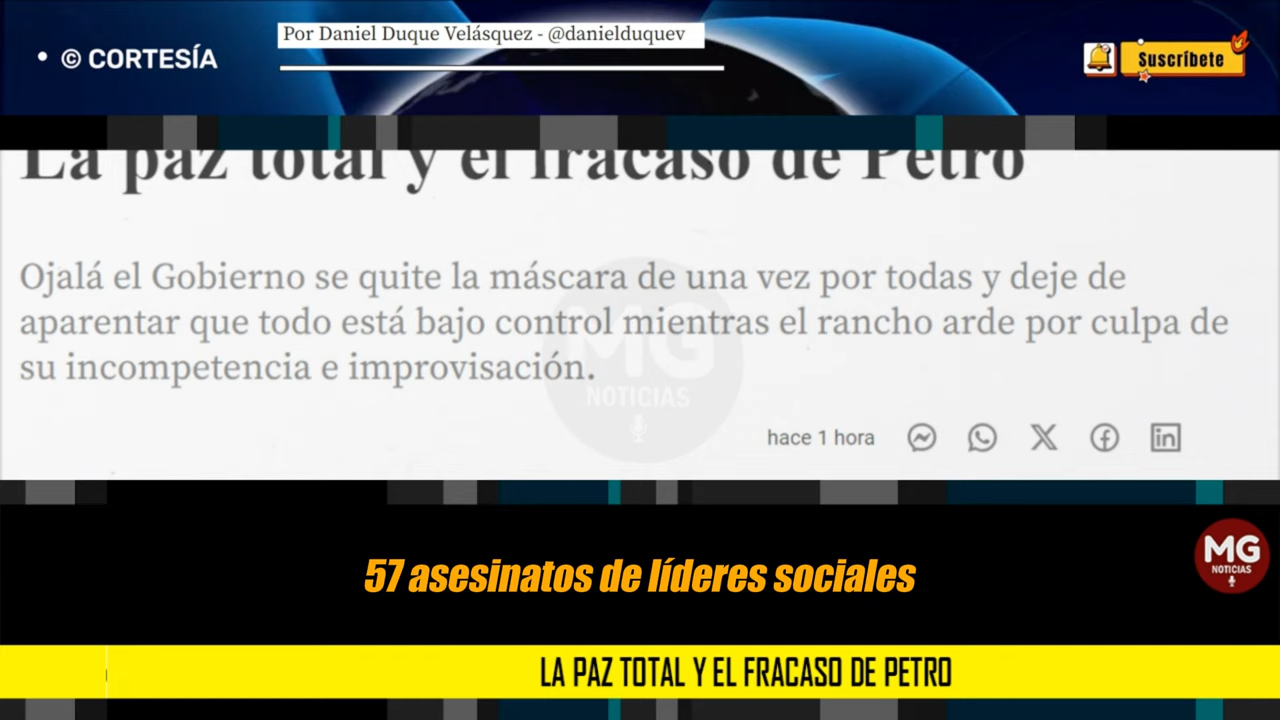 Por Daniel Duque Velásquez - @danielduquev
• © CORTESÍA
Suscríbete
La paz total y el fracaso de Petro
Ojalá el Gobierno se quite la máscara de una vez por todas y deje de
aparentar que todo está bajo control mientras el rancho arde por culpa de
su incompetencia e improvisación.
MG
NOTICIAS
hace 1 hora
57 asesinatos de líderes sociales
MG
NOTICIAS
LA PAZ TOTAL Y EL FRACASO DE PETRO